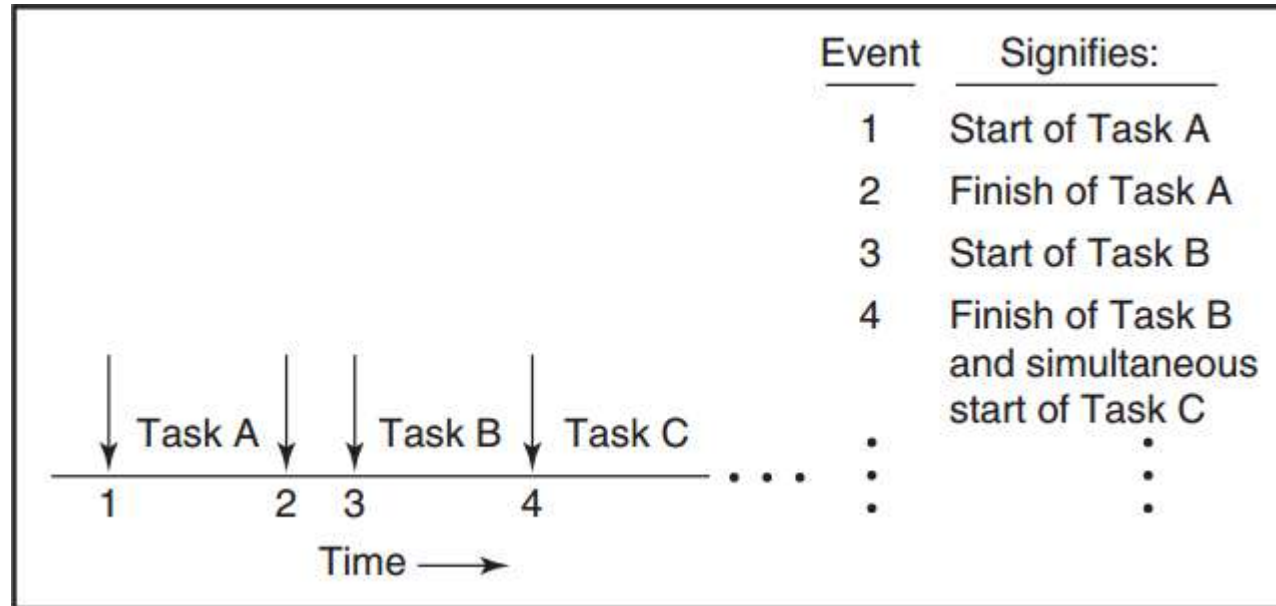 Event Signifies:
1 Start of Task A
2 Finish of Task A
3 Start of Task B
4 Finish of Task B
and simultaneous
start of Task C
Task A Task B Task C
1 2 3 4
Time